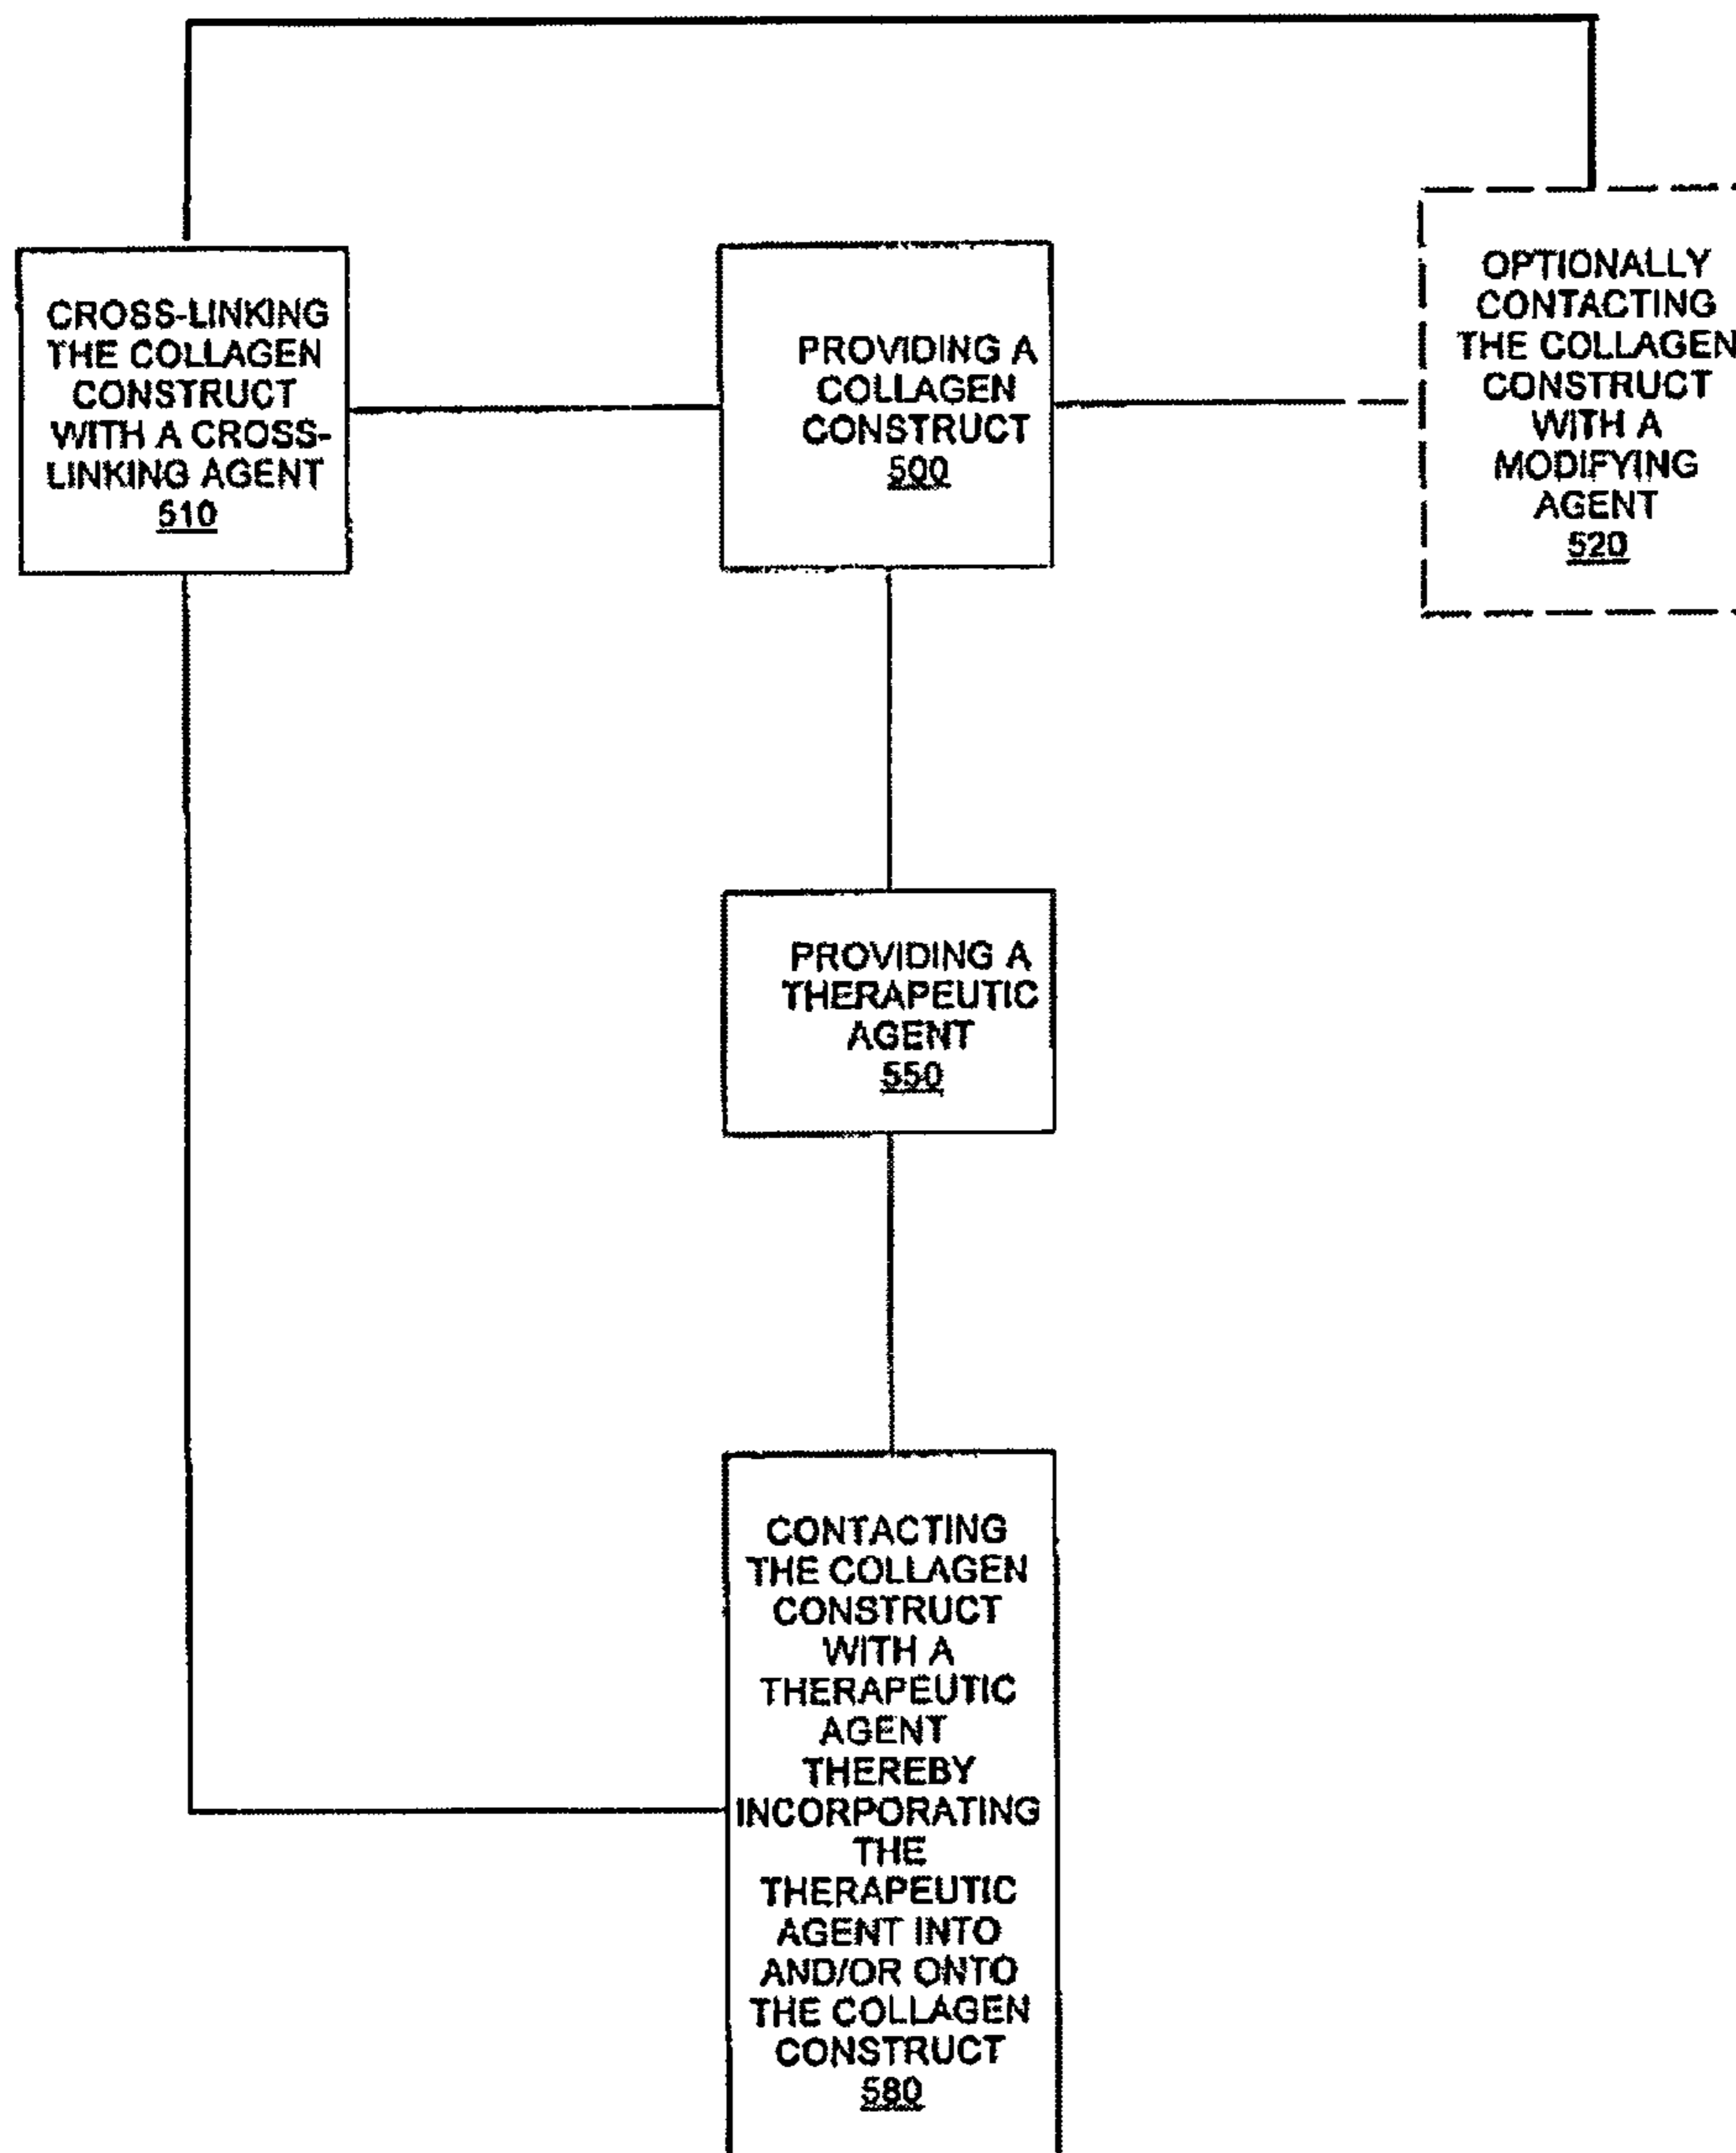 CROSS-LINKING
THE COLLAGEN
CONSTRUCT
WITH A CROSS-
LINKING AGENT
510
PROVIDING A
COLLAGEN
CONSTRUCT
500
OPTIONALLY
CONTACTING
THE COLLAGEN
CONSTRUCT
WITH A
MODIFYING
AGENT
520
PROVIDING A
THERAPEUTIC
AGENT
550
CONTACTING
THE COLLAGEN
CONSTRUCT
WITH A
THERAPEUTIC
AGENT
THEREBY
INCORPORATING
THE
THERAPEUTIC
AGENT INTO
AND/OR ONTO
THE COLLAGEN
CONSTRUCT
580